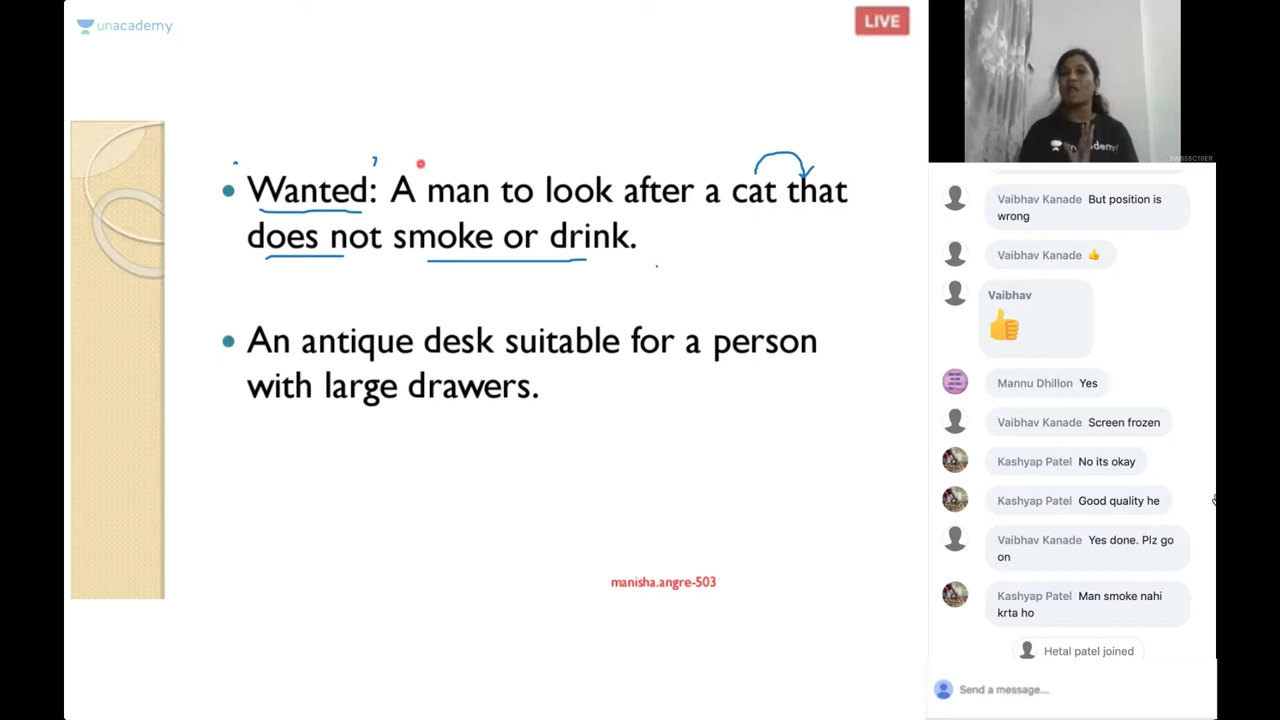 unacademy
LIVE
Wanted: A man to look after a cat that
does not smoke or drink.
An antique desk suitable for a person
with large drawers.
manisha.angre-503
Vaibhav Kanade But position is
wrong
Vaibhav Kanade 👍
Vaibhav
Mannu Dhillon Yes
Vaibhav Kanade Screen frozen
Kashyap Patel No its okay
Kashyap Patel Good quality he
Vaibhav Kanade Yes done. Plz go
on
Kashyap Patel Man smoke nahi
krta ho
Hetal patel joined
Send a message...